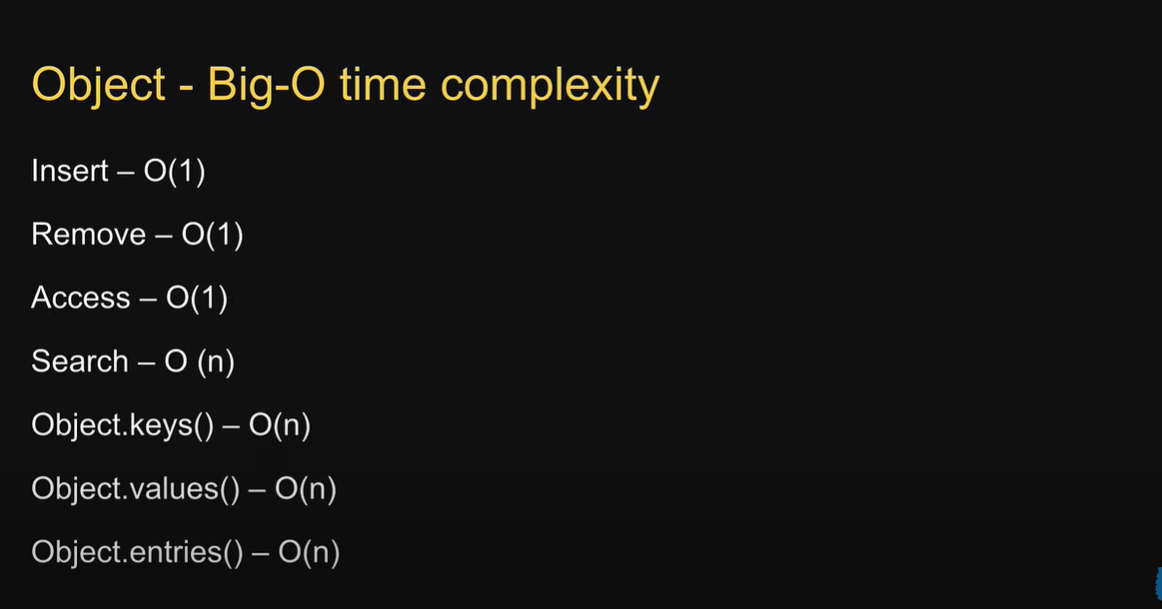 Object - Big-O time complexity
Insert – O(1)
Remove – O(1)
Access – O(1)
Search – O (n)
Object.keys() – O(n)
Object.values() – O(n)
Object.entries() – O(n)